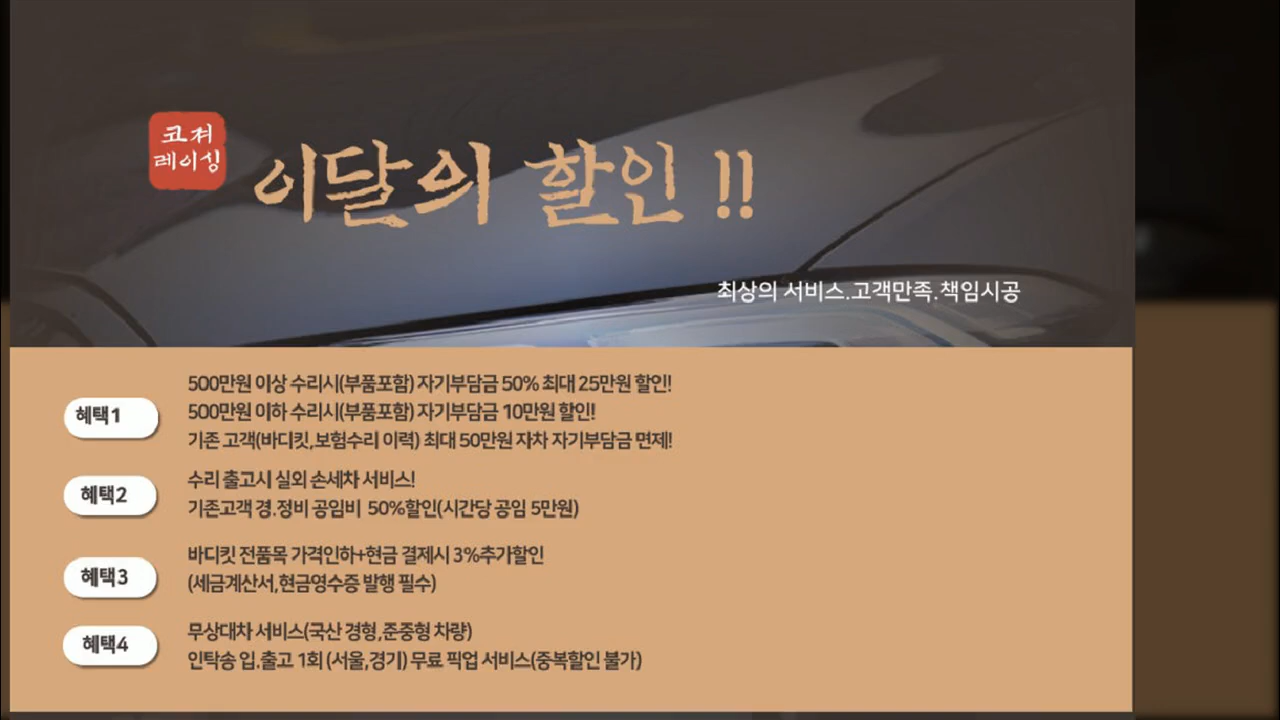 코져
레이싱
이달의 할인 !!
최상의 서비스.고객만족.책임시공
혜택1
500만원 이상 수리시(부품포함) 자기부담금 50% 최대 25만원 할인!
500만원 이하 수리시(부품포함) 자기부담금 10만원 할인!
기존 고객(바디킷,보험수리 이력) 최대 50만원 자차 자기부담금 면제!
혜택2
수리 출고시 실외 손세차 서비스!
기존고객 경.정비 공임비 50%할인(시간당 공임 5만원)
혜택3
바디킷 전품목 가격인하+현금 결제시 3%추가할인
(세금계산서,현금영수증 발행 필수)
혜택4
무상대차 서비스(국산 경형,준중형 차량)
인탁송 입.출고 1회 (서울,경기) 무료 픽업 서비스(중복할인 불가)